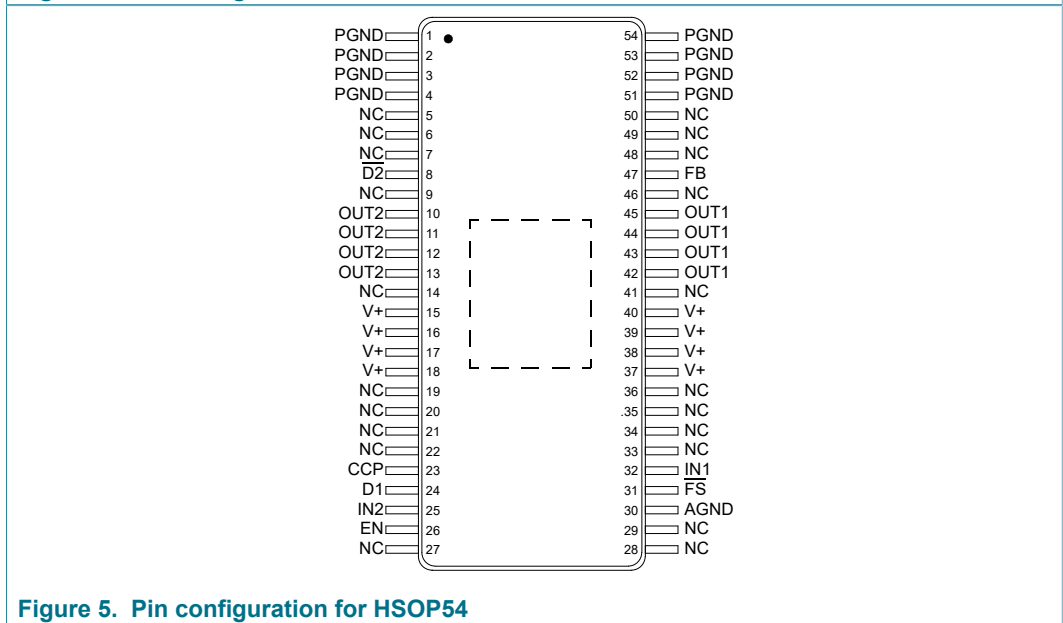 PGND 1 54 PGND
PGND 2 53 PGND
PGND 3 52 PGND
PGND 4 51 PGND
NC 5 50 NC
NC 6 49 NC
NC 7 48 NC
D̅2̅ 8 47 FB
NC 9 46 NC
OUT2 10 45 OUT1
OUT2 11 44 OUT1
OUT2 12 43 OUT1
OUT2 13 42 OUT1
NC 14 41 NC
V+ 15 40 V+
V+ 16 39 V+
V+ 17 38 V+
V+ 18 37 V+
NC 19 36 NC
NC 20 .35 NC
NC 21 34 NC
NC 22 33 NC
CCP 23 32 IN1
D1 24 31 F̅S̅
IN2 25 30 AGND
EN 26 29 NC
NC 27 28 NC
Figure 5. Pin configuration for HSOP54